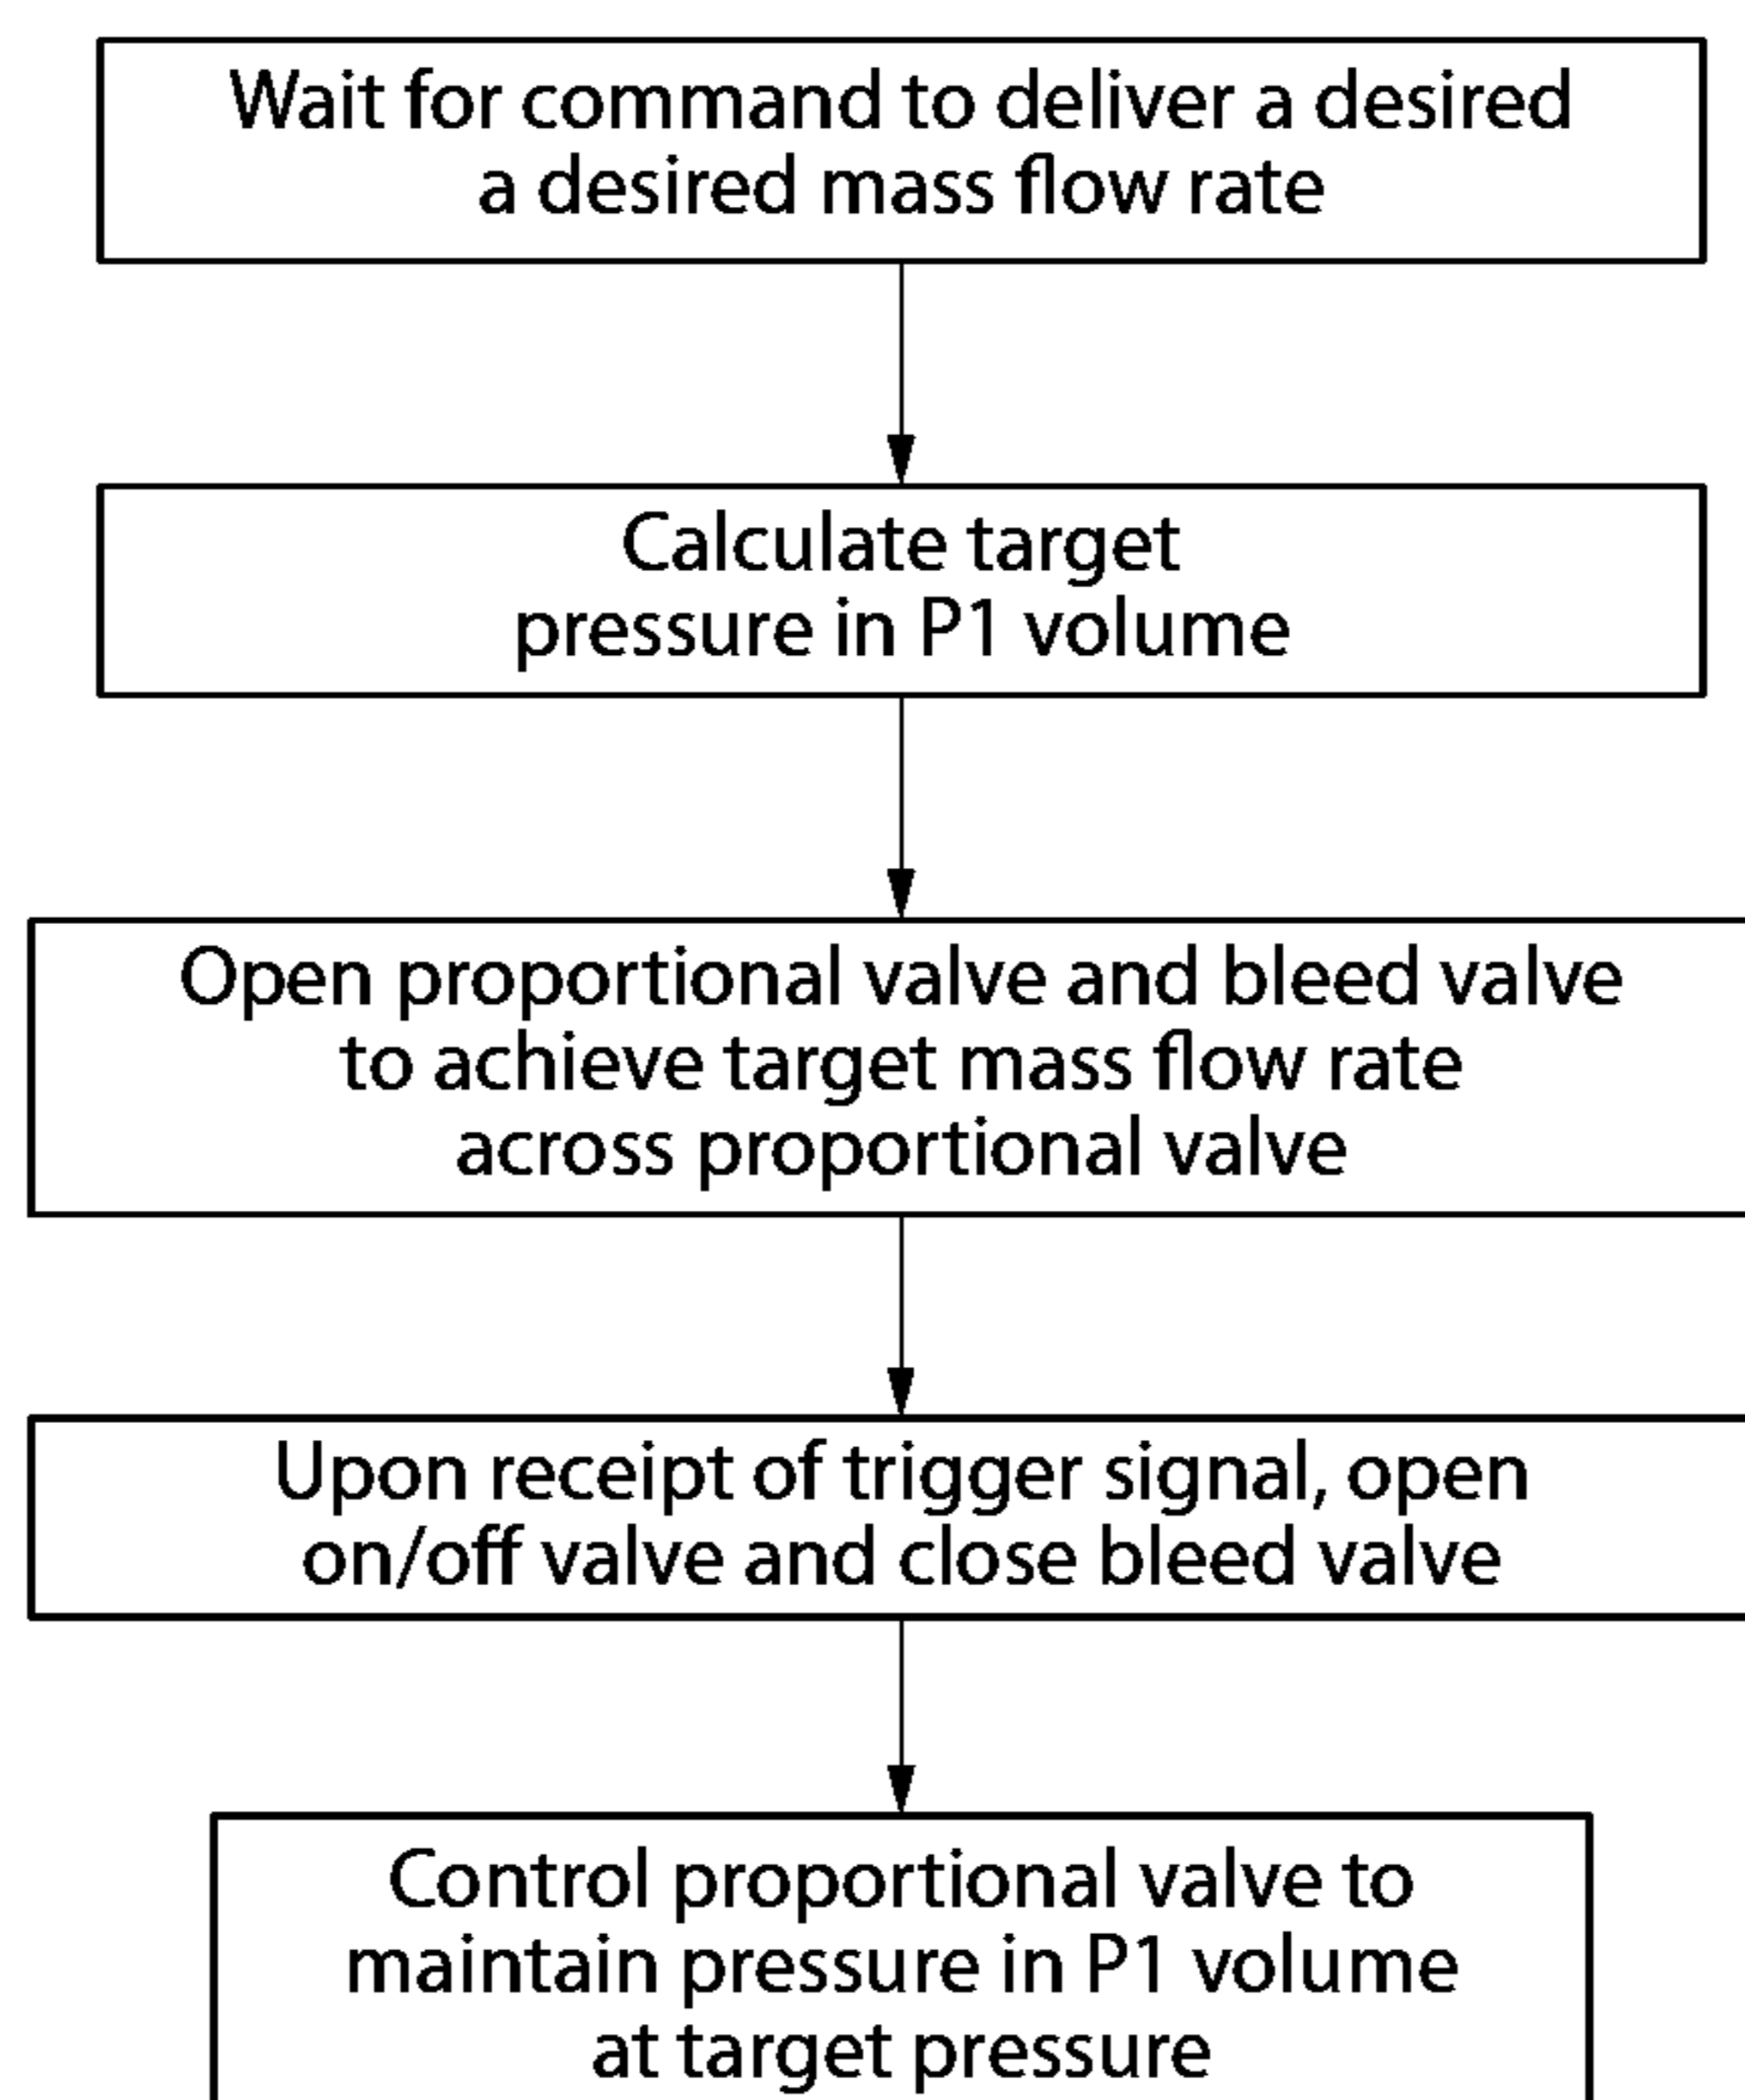 Wait for command to deliver a desired
a desired mass flow rate
Calculate target
pressure in P1 volume
Open proportional valve and bleed valve
to achieve target mass flow rate
across proportional valve
Upon receipt of trigger signal, open
on/off valve and close bleed valve
Control proportional valve to
maintain pressure in P1 volume
at target pressure